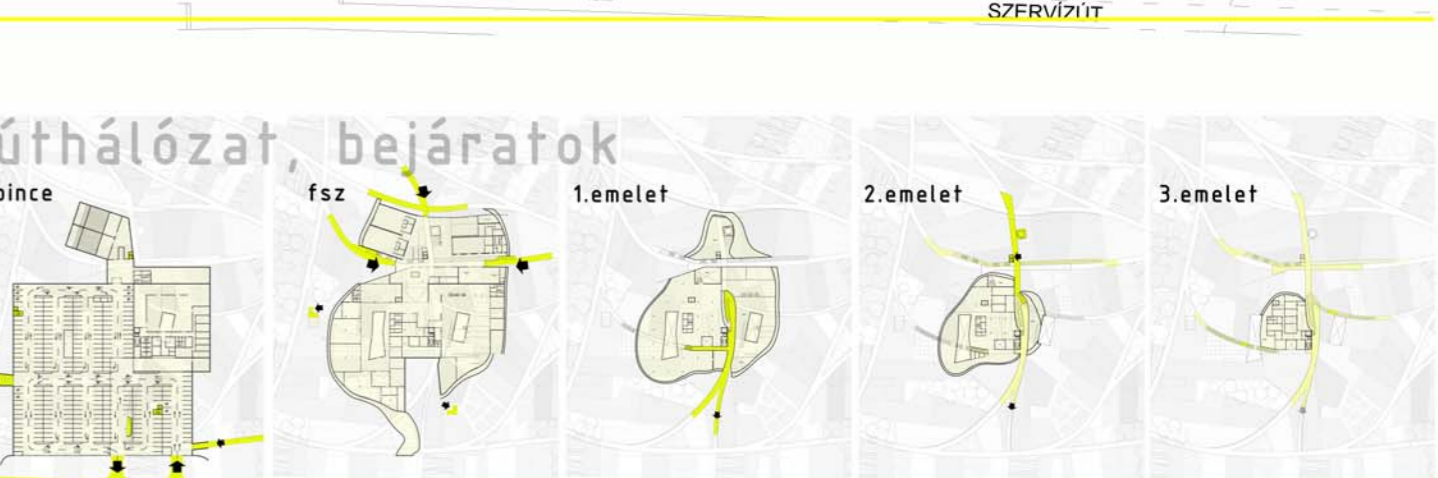 SZERVÍZÚT
úthálózat, bejáratok
pince
fsz
1.emelet
2.emelet
3.emelet